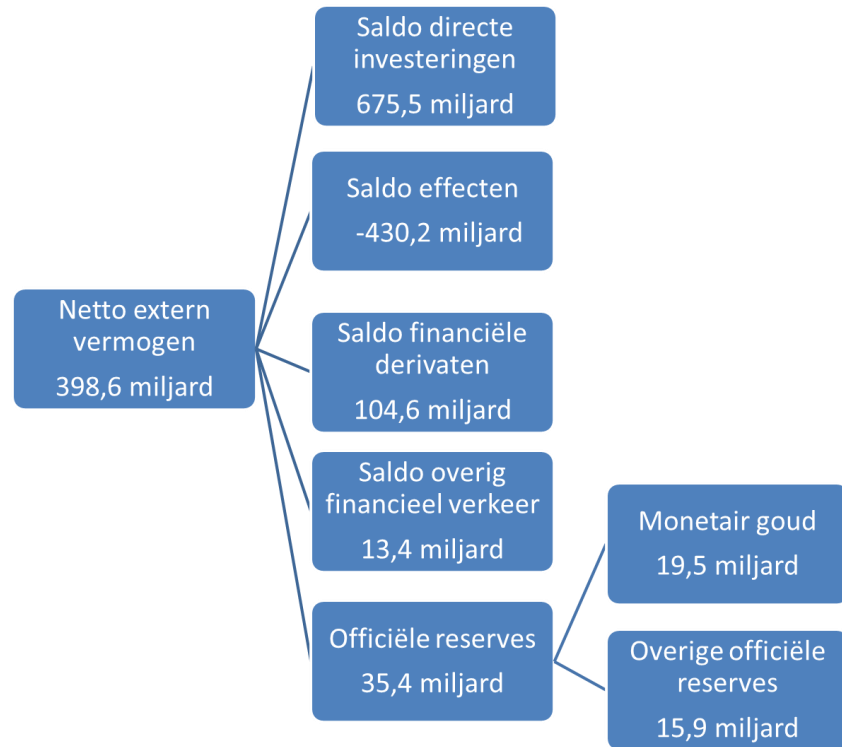 Saldo directe
investeringen
675,5 miljard
Saldo effecten
-430,2 miljard
Netto extern
vermogen
398,6 miljard
Saldo financiële
derivaten
104,6 miljard
Saldo overig
financieel verkeer
13,4 miljard
Monetair goud
19,5 miljard
Officiële reserves
35,4 miljard
Overige officiële
reserves
15,9 miljard